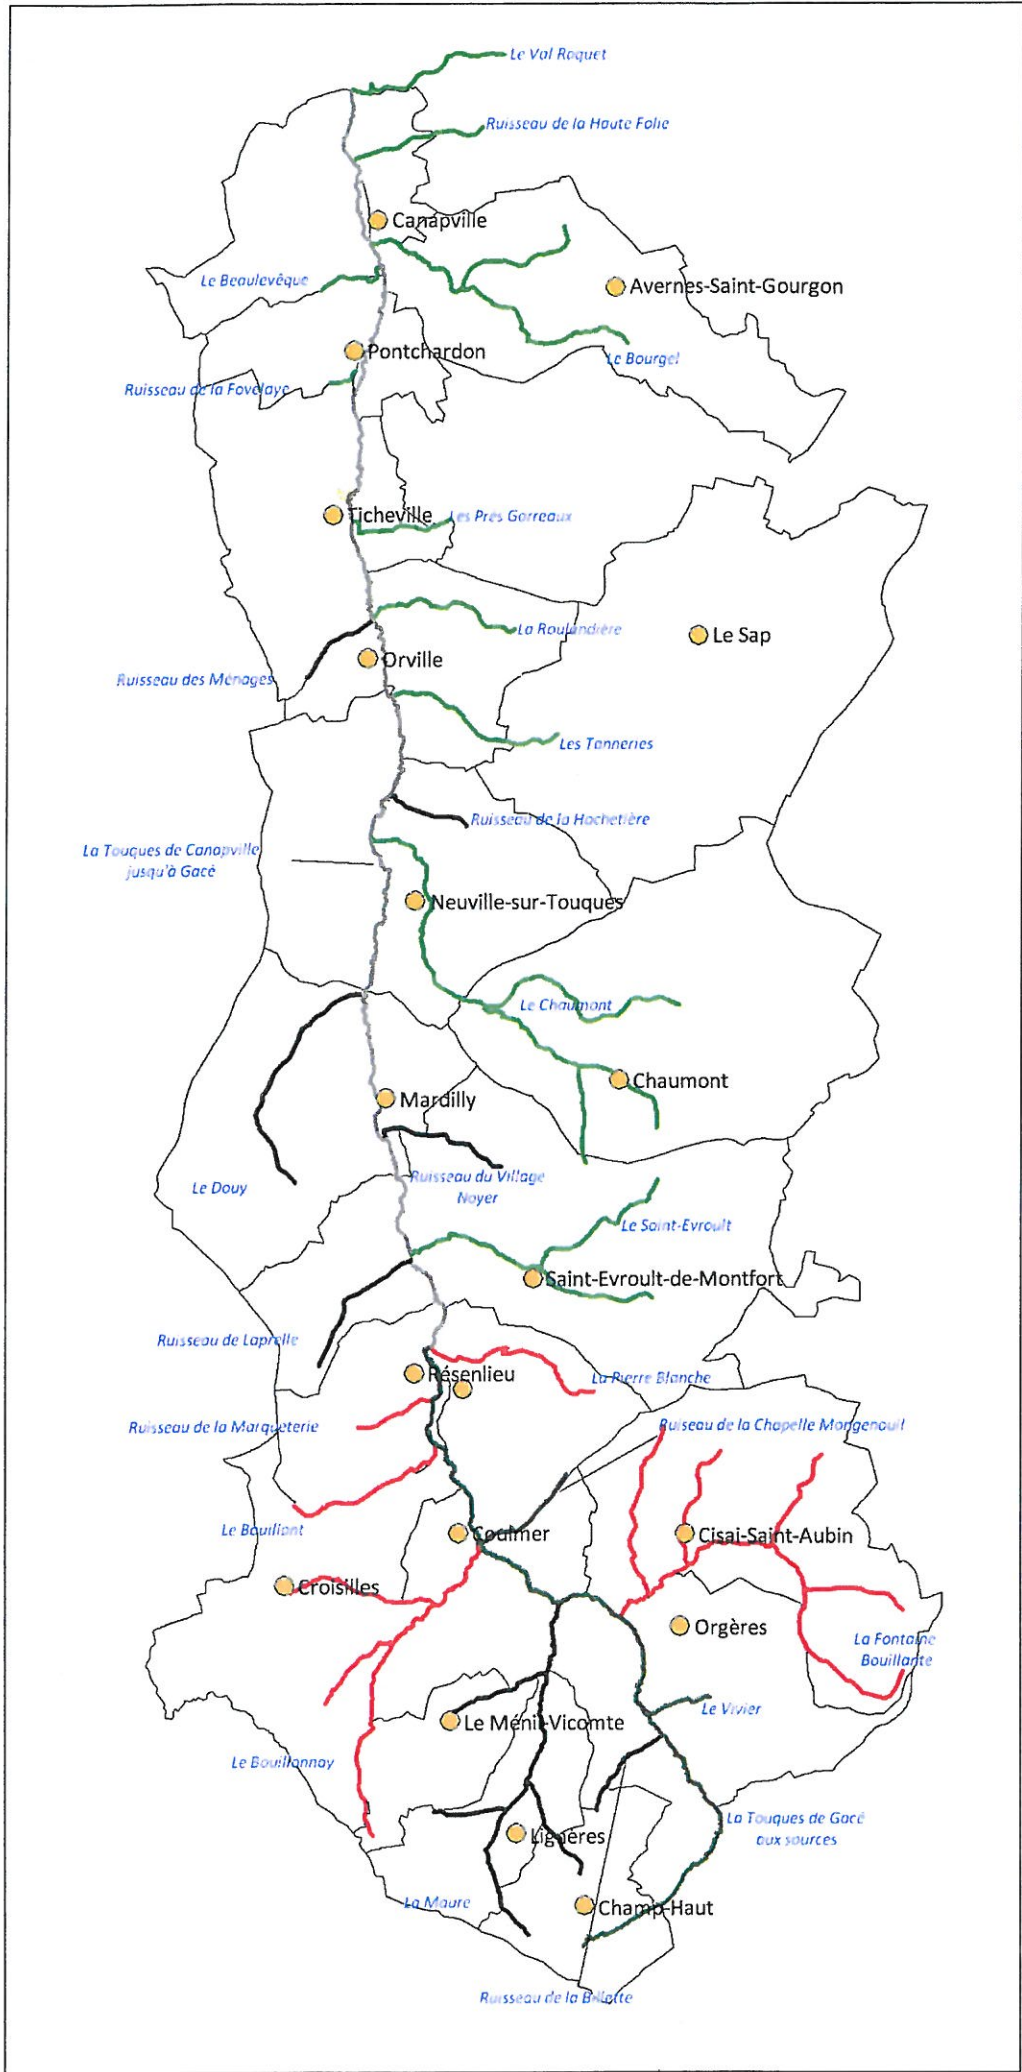 Le Val Roquet
Ruisseau de la Haute Folie
Canapville
Le Beaulevêque
Avernes-Saint-Gourgon
Pontchardon
Le Bourgel
Ruisseau de la Fovelaye
Ticheville
Les Prés Garreaux
La Roulandière
Le Sap
Orville
Ruisseau des Ménages
Les Tanneries
Ruisseau de la Hochetière
La Touques de Canapville
jusqu'à Gacé
Neuville-sur-Touques
Le Chaumont
Chaumont
Mardilly
Ruisseau du Village
Noyer
Le Douy
Le Saint-Evroult
Saint-Evroult-de-Montfort
Ruisseau de Laprelle
Résenlieu
La Pierre Blanche
Ruisseau de la Marqueterie
Ruiseau de la Chapelle Mongenouil
Le Bouillant
Coulmer
Cisai-Saint-Aubin
Croisilles
Orgères
La Fontaine
Bouillante
Le Vivier
Le Ménil-Vicomte
Le Bouillonnay
La Touques de Gacé
aux sources
Lignères
La Maure
Champ-Haut
Ruisseau de la Billette